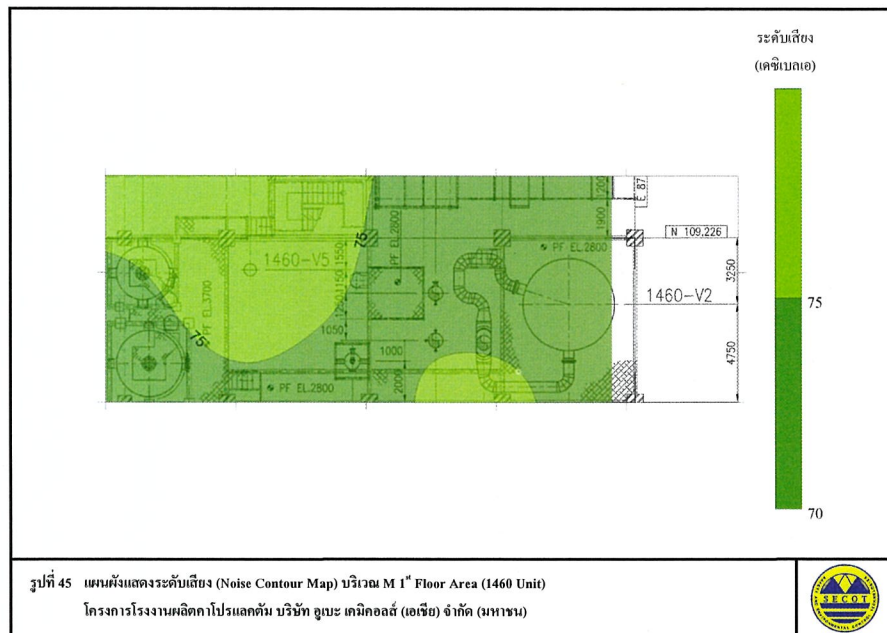 ระดับเสียง
(เดซิเบลเอ)
75
70
1200
E 87
1900
N 109,226
PF EL.2800
PF EL.2800
75
1550
1460-V5
1150
3250
1460-V2
PF EL.3700
75
1050
1000
4750
PF EL.2800
2000
รูปที่ 45 แผนผังแสดงระดับเสียง (Noise Contour Map) บริเวณ M 1st Floor Area (1460 Unit)
โครงการโรงงานผลิตคาโปรแลคตัม บริษัท อูเบะ เคมิคอลส์ (เอเชีย) จำกัด (มหาชน)
SECOT